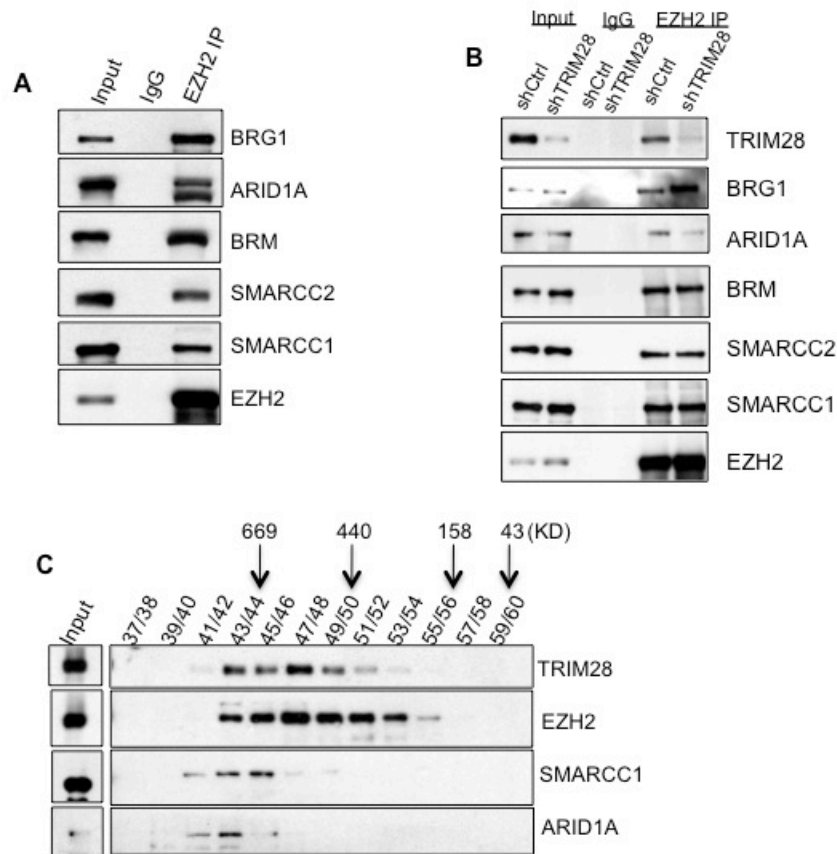 A
Input
IgG
EZH2 IP
BRG1
ARID1A
BRM
SMARCC2
SMARCC1
EZH2
B
Input
IgG
EZH2 IP
shCtrl
shTRIM28
shCtrl
shTRIM28
shCtrl
shTRIM28
TRIM28
BRG1
ARID1A
BRM
SMARCC2
SMARCC1
EZH2
C
669
440
158
43 (KD)
Input
37/38
39/40
41/42
43/44
45/46
47/48
49/50
51/52
53/54
55/56
57/58
59/60
TRIM28
EZH2
SMARCC1
ARID1A